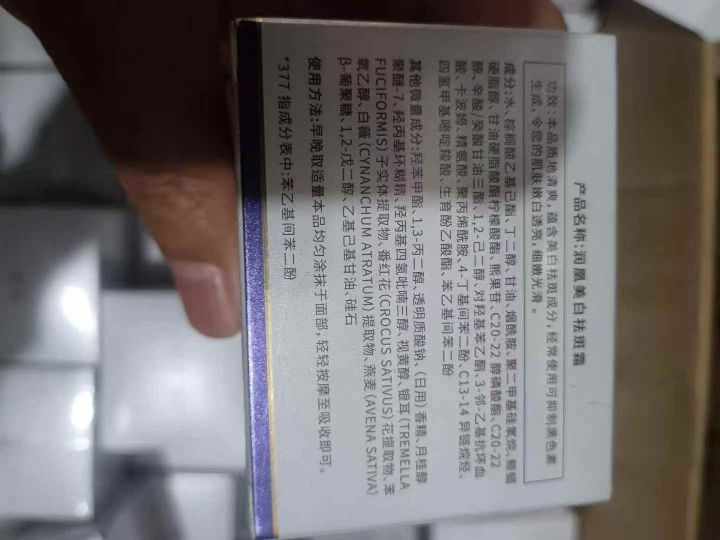 产品名称：润凰美白祛斑霜
功效：本品质地清爽，蕴含美白祛斑成分，经常使用可抑制黑色素
生成，令您的肌肤嫩白透亮，细嫩光滑。
成分：水、棕榈酸乙基己酯、丁二醇、甘油、烟酰胺、聚二甲基硅氧烷、鲸蜡
硬脂醇、甘油硬脂酸酯柠檬酸酯、熊果苷、C20-22 醇磷酸酯、C20-22
醇、辛酸/癸酸甘油三酯、1,2-己二醇、对羟基苯乙酮、3-邻-乙基抗坏血
酸、卡波姆、精氨酸、聚丙烯酰胺、4-丁基间苯二酚、C13-14 异链烷烃、
四氢甲基嘧啶羧酸、生育酚乙酸酯、苯乙基间苯二酚
其他微量成分：羟苯甲酯、1,3-丙二醇、透明质酸钠、（日用）香精、月桂醇
聚醚-7、羟丙基环糊精、羟丙基四氢吡喃三醇、视黄醇、银耳（TREMELLA
FUCIFORMIS）子实体提取物、番红花（CROCUS SATIVUS）花提取物、苯
氧乙醇、白薇（CYNANCHUM ATRATUM）提取物、燕麦（AVENA SATIVA）
β-葡聚糖、1,2-戊二醇、乙基己基甘油、硅石
使用方法：早晚取适量本品均匀涂抹于面部，轻轻按摩至吸收即可。
*377 指成分表中：苯乙基间苯二酚